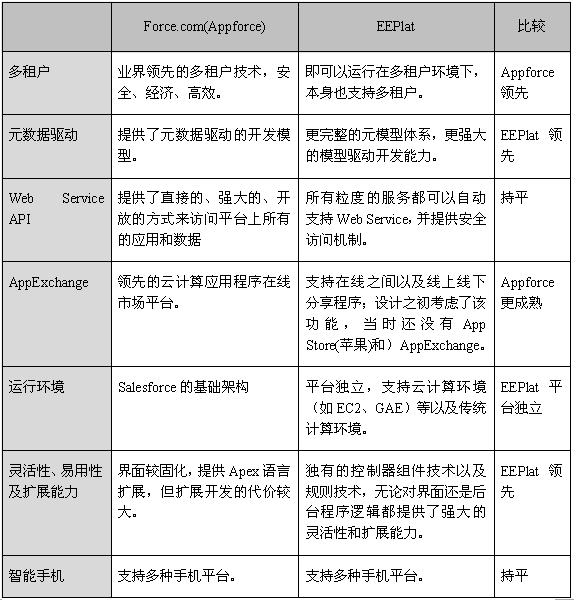 Force.com(Appforce) EEPlat 比较
多租户 业界领先的多租户技术，安 即可以运行在多租户环境下， Appforce
全、经济、高效。 本身也支持多租户。 领先
元数据驱动 提供了元数据驱动的开发模 更完整的元模型体系，更强大 EEPlat 领
型。 的模型驱动开发能力。 先
Web Service 提供了直接的、强大的、开 所有粒度的服务都可以自动 持平
API 放的方式来访问平台上所有 支持 Web Service，并提供安全
的应用和数据 访问机制。
AppExchange 领先的云计算应用程序在线 支持在线之间以及线上线下 Appforce
市场平台。 分享程序；设计之初考虑了该 更成熟
功能，当时还没有 App
Store(苹果)和）AppExchange。
运行环境 Salesforce 的基础架构 平台独立，支持云计算环境 EEPlat 平
（如 EC2、GAE）等以及传统 台独立
计算环境。
灵活性、易用性 界面较固化，提供 Apex 语言 独有的控制器组件技术以及 EEPlat 领
及扩展能力 扩展，但扩展开发的代价较 规则技术，无论对界面还是后 先
大。 台程序逻辑都提供了强大的
灵活性和扩展能力。
智能手机 支持多种手机平台。 支持多种手机平台。 持平